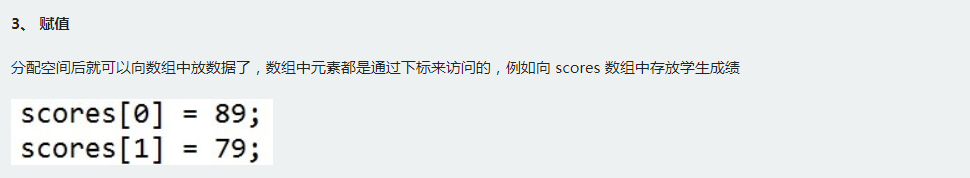 3、 赋值
分配空间后就可以向数组中放数据了，数组中元素都是通过下标来访问的，例如向 scores 数组中存放学生成绩
scores[0] = 89;
scores[1] = 79;